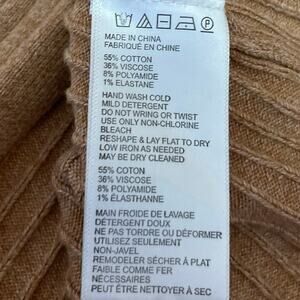 MADE IN CHINA
FABRIQUÉ EN CHINE
55% COTTON
36% VISCOSE
8% POLYAMIDE
1% ELASTANE
HAND WASH COLD
MILD DETERGENT
DO NOT WRING OR TWIST
USE ONLY NON-CHLORINE
BLEACH
RESHAPE & LAY FLAT TO DRY
LOW IRON AS NEEDED
MAY BE DRY CLEANED
55% COTON
36% VISCOSE
8% POLYAMIDE
1% ÉLASTHANNE
MAIN FROIDE DE LAVAGE
DÉTERGENT DOUX
NE PAS TORDRE OU DÉFORMER
UTILISEZ SEULEMENT
NON-JAVEL
REMODELER SÉCHER À PLAT
FAIBLE COMME FER
NÉCESSAIRES
PEUT ÊTRE NETTOYER À SEC